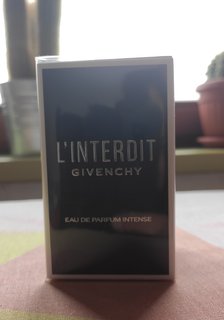 L'INTERDIT
GIVENCHY
EAU DE PARFUM INTENSE